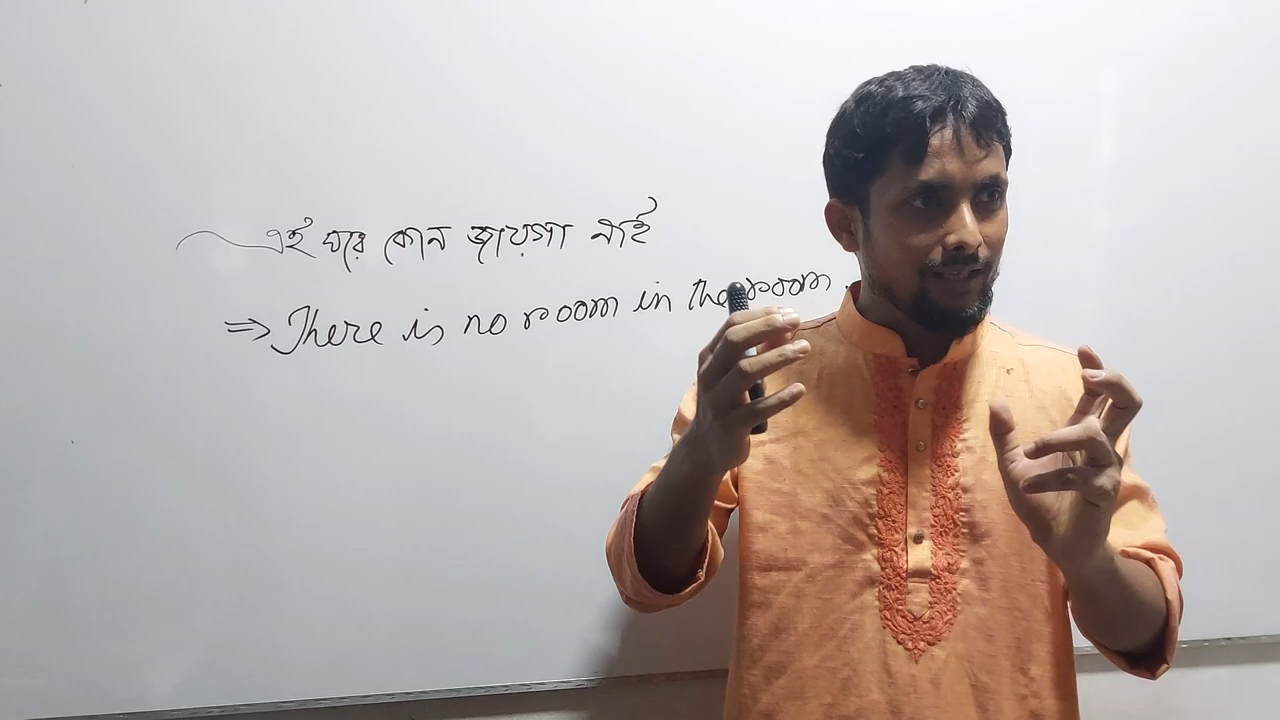 এই ঘরে কোন জায়গা নাই
⇒ There is no room in the room.